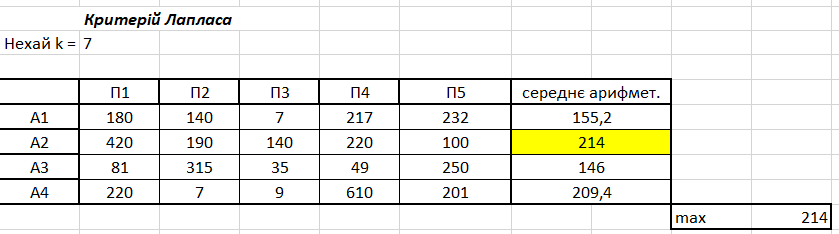 Критерій Лапласа
Нехай k = 7
П1 П2 П3 П4 П5 середнє арифмет.
А1 180 140 7 217 232 155,2
А2 420 190 140 220 100 214
А3 81 315 35 49 250 146
А4 220 7 9 610 201 209,4
max 214